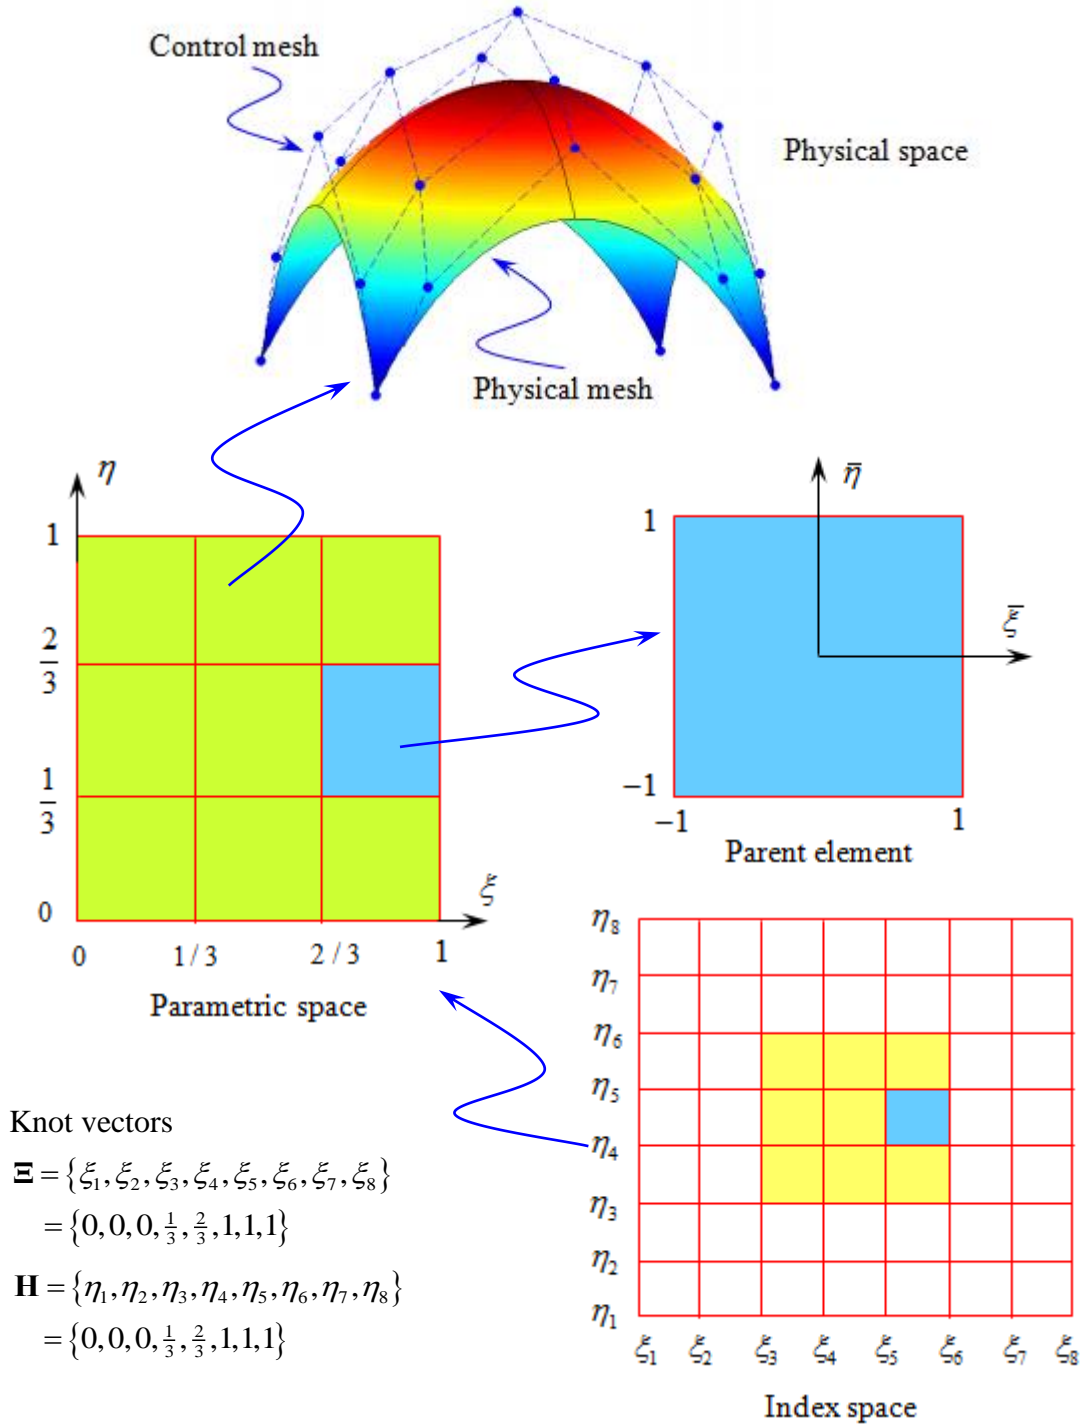 Control mesh
Physical space
Physical mesh
η
1
2/3
1/3
0
ξ
0 1 / 3 2 / 3 1
Parametric space
η̄
1
ξ̄
−1
−1 1
Parent element
η₈
η₇
η₆
η₅
η₄
η₃
η₂
η₁
ξ₁ ξ₂ ξ₃ ξ₄ ξ₅ ξ₆ ξ₇ ξ₈
Index space
Knot vectors
Ξ = {ξ₁, ξ₂, ξ₃, ξ₄, ξ₅, ξ₆, ξ₇, ξ₈}
= {0, 0, 0, 1/3, 2/3, 1, 1, 1}
H = {η₁, η₂, η₃, η₄, η₅, η₆, η₇, η₈}
= {0, 0, 0, 1/3, 2/3, 1, 1, 1}